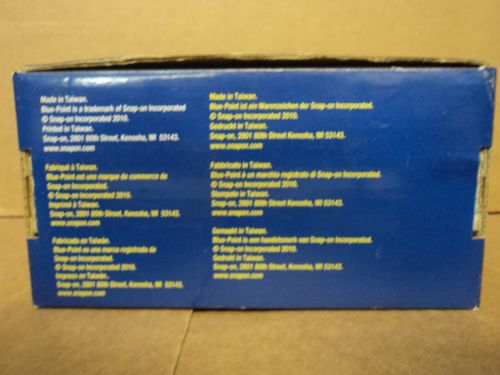 Made in Taiwan.
Blue-Point is a trademark of Snap-on Incorporated
© Snap-on Incorporated 2010.
Printed in Taiwan.
Snap-on, 2801 80th Street, Kenosha, WI 53143.
www.snapon.com
Fabriqué à Taiwan.
Blue-Point est une marque de commerce de
Snap-on Incorporated.
© Snap-on Incorporated 2010.
Imprimé à Taiwan.
Snap-on, 2801 80th Street, Kenosha, WI 53143.
www.snapon.com
Fabricado en Taiwán.
Blue-Point es una marca registrada de
Snap-on Incorporated.
© Snap-on Incorporated 2010.
Impreso en Taiwán.
Snap-on, 2801 80th Street, Kenosha, WI 53143.
www.snapon.com
Made in Taiwan.
Blue-Point ist ein Warenzeichen der Snap-on Incorporated.
© Snap-on Incorporated 2010.
Gedruckt in Taiwan.
Snap-on, 2801 80th Street, Kenosha, WI 53143.
www.snapon.com
Fabbricato in Taiwan.
Blue-Point è un marchio registrato di Snap-on Incorporated.
© Snap-on Incorporated 2010.
Stampato in Taiwan.
Snap-on, 2801 80th Street, Kenosha, WI 53143.
www.snapon.com
Gemaakt in Taiwan.
Blue-Point is een handelsmerk van Snap-on Incorporated.
© Snap-on Incorporated 2010.
Gedrukt in Taiwan.
Snap-on, 2801 80th Street, Kenosha, WI 53143.
www.snapon.com